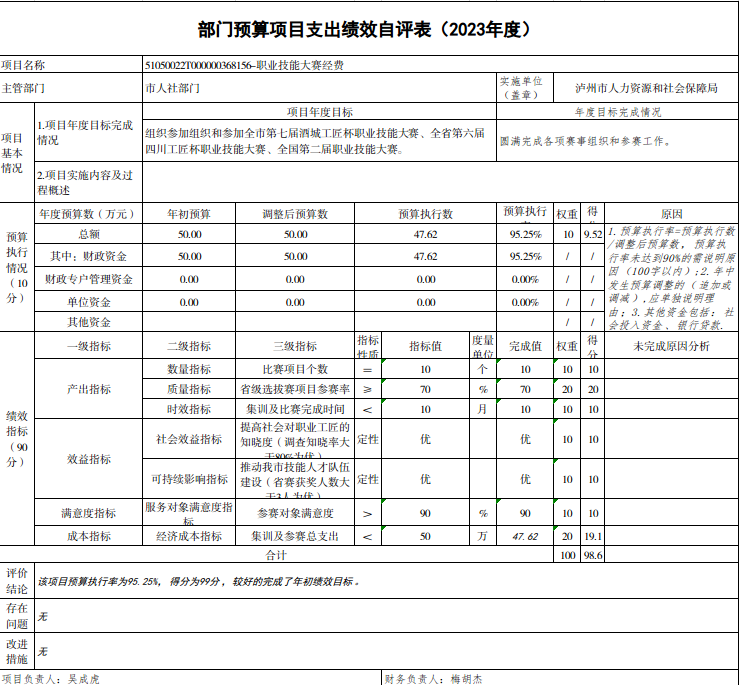 部门预算项目支出绩效自评表（2023年度）
项目名称 51050022T000000368156-职业技能大赛经费
主管部门 市人社部门 实施单位（盖章） 泸州市人力资源和社会保障局
项目基本情况
1.项目年度目标完成情况
项目年度目标 年度目标完成情况
组织参加组织和参加全市第七届酒城工匠杯职业技能大赛、全省第六届
四川工匠杯职业技能大赛、全国第二届职业技能大赛。
圆满完成各项赛事组织和参赛工作。
2.项目实施内容及过程概述
预算执行情况（10分）
年度预算数（万元） 年初预算 调整后预算数 预算执行数 预算执行 权重 得 原因
总额 50.00 50.00 47.62 95.25% 10 9.52
其中：财政资金 50.00 50.00 47.62 95.25% / /
财政专户管理资金 0.00 0.00 0.00 0.00% / /
单位资金 0.00 0.00 0.00 0.00% / /
其他资金 / /
1.预算执行率=预算执行数
/调整后预算数，预算执
行率未达到90%的需说明原
因（100字以内）；2.年中
发生预算调整的（追加或
调减），应单独说明理
由；3.其他资金包括：社
会投入资金、银行贷款.
绩效指标（90分）
一级指标 二级指标 三级指标 指标性质 指标值 度量单位 完成值 权重 得分 未完成原因分析
产出指标
数量指标 比赛项目个数 ＝ 10 个 10 10 10
质量指标 省级选拔赛项目参赛率 ≥ 70 % 70 20 20
时效指标 集训及比赛完成时间 ＜ 10 月 10 10 10
效益指标
社会效益指标 提高社会对职业工匠的知晓度（调查知晓率大于80%为优） 定性 优 优 10 10
可持续影响指标 推动我市技能人才队伍建设（省赛获奖人数大于3人为优） 定性 优 优 10 10
满意度指标 服务对象满意度指标 参赛对象满意度 ＞ 90 % 90 10 10
成本指标 经济成本指标 集训及参赛总支出 ＜ 50 万 47.62 20 19.1
合计 100 98.6
评价结论 该项目预算执行率为95.25%，得分为99分，较好的完成了年初绩效目标。
存在问题 无
改进措施 无
项目负责人：吴成虎 财务负责人：梅胡杰